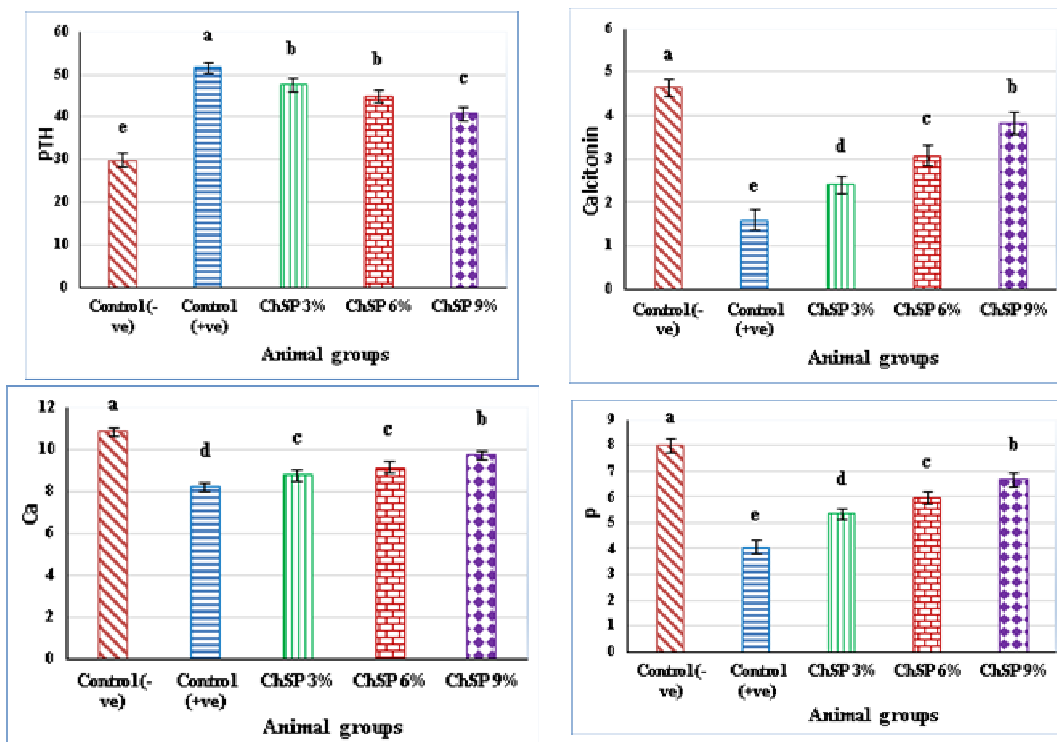 60
50
40
30
20
10
0
PTH
e
a
b
b
c
Control(-
ve)
Control
(+ve)
ChSP 3%
ChSP 6%
ChSP 9%
Animal groups
6
5
4
3
2
1
0
Calcitonin
a
e
d
c
b
Control(-
ve)
Control
(+ve)
ChSP 3%
ChSP 6%
ChSP 9%
Animal groups
12
10
8
6
4
2
0
Ca
a
d
c
c
b
Control(-
ve)
Control
(+ve)
ChSP 3%
ChSP 6%
ChSP 9%
Animal groups
9
8
7
6
5
4
3
2
1
0
P
a
e
d
c
b
Control(-
ve)
Control
(+ve)
ChSP 3%
ChSP 6%
ChSP 9%
Animal groups